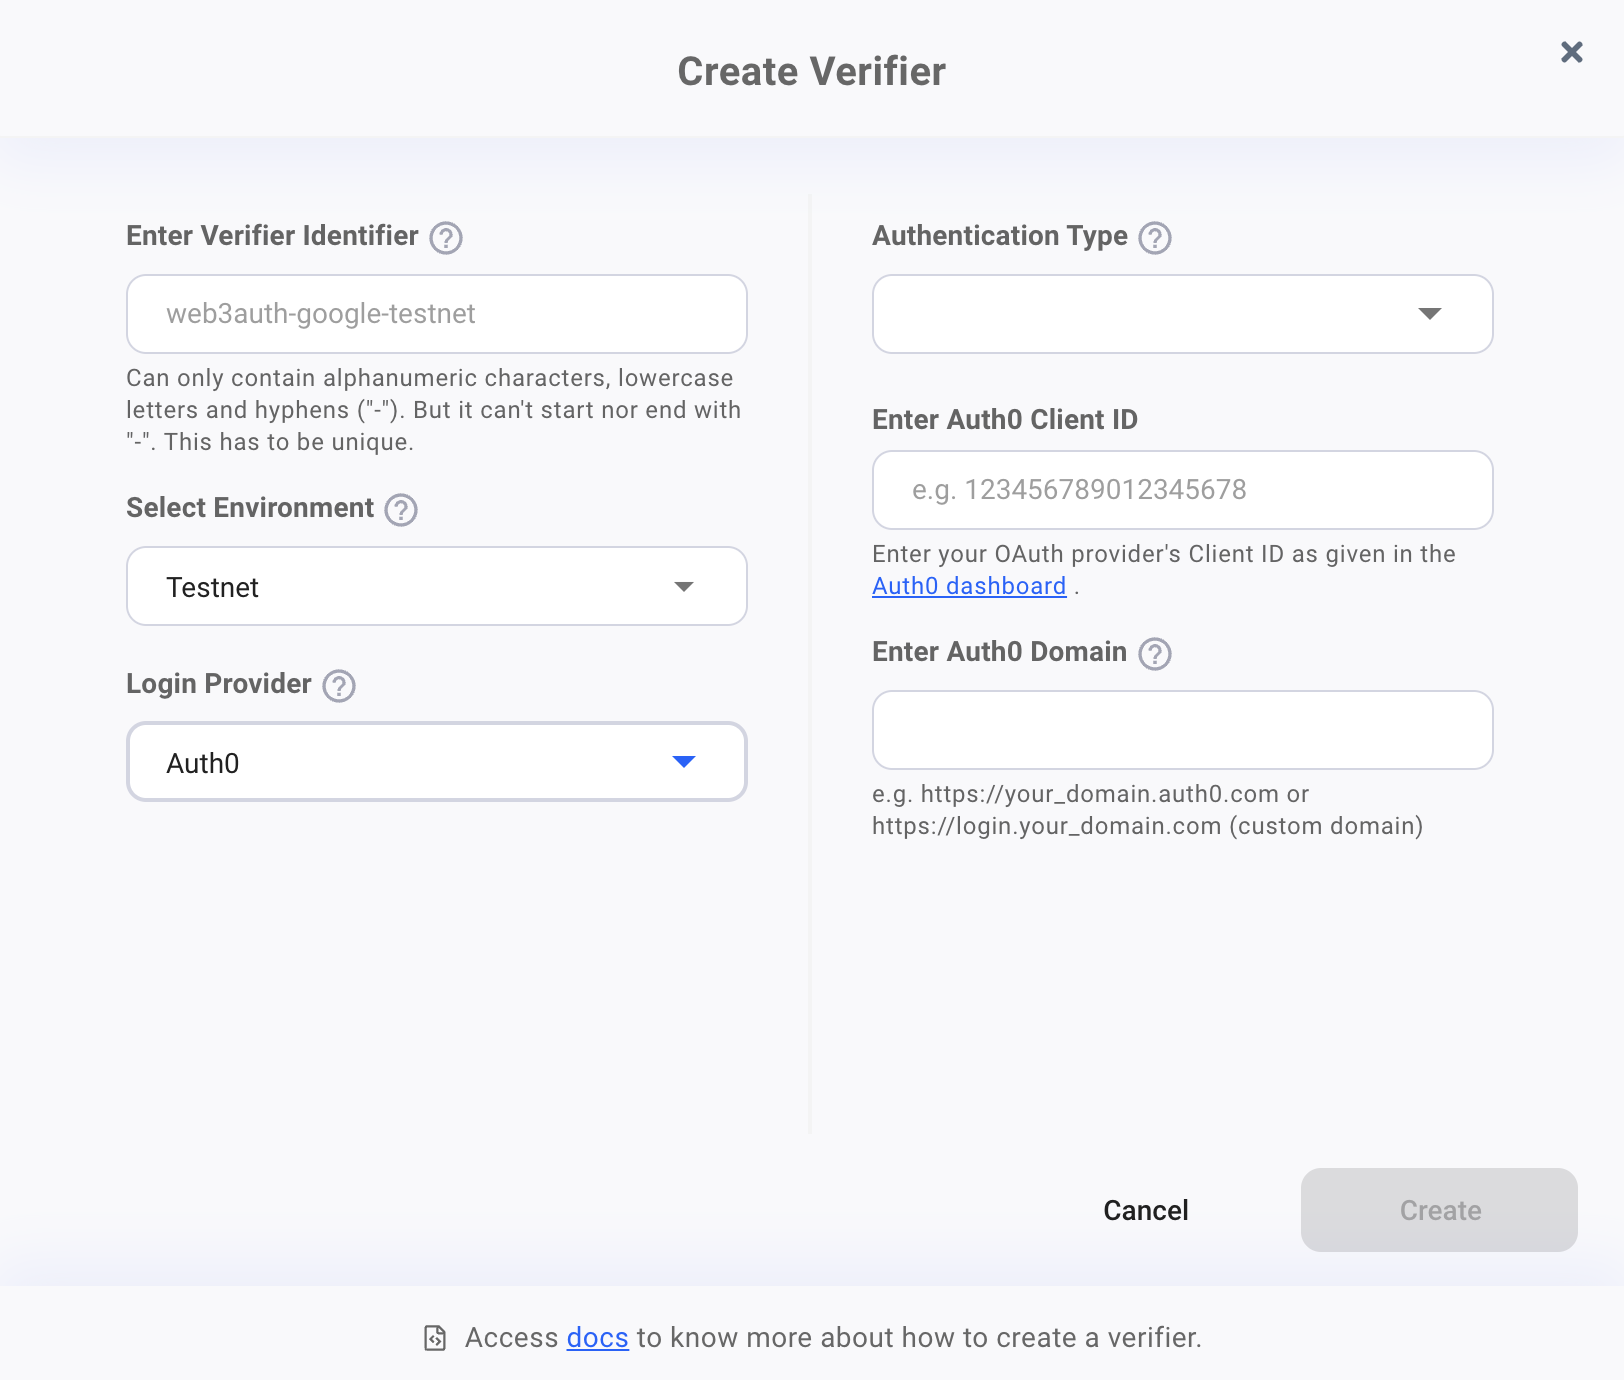 Create Verifier
Enter Verifier Identifier
web3auth-google-testnet
Can only contain alphanumeric characters, lowercase
letters and hyphens ("-"). But it can't start nor end with
"-". This has to be unique.
Select Environment
Testnet
Login Provider
Auth0
Authentication Type
Enter Auth0 Client ID
e.g. 123456789012345678
Enter your OAuth provider's Client ID as given in the
Auth0 dashboard .
Enter Auth0 Domain
e.g. https://your_domain.auth0.com or
https://login.your_domain.com (custom domain)
Cancel
Create
Access docs to know more about how to create a verifier.